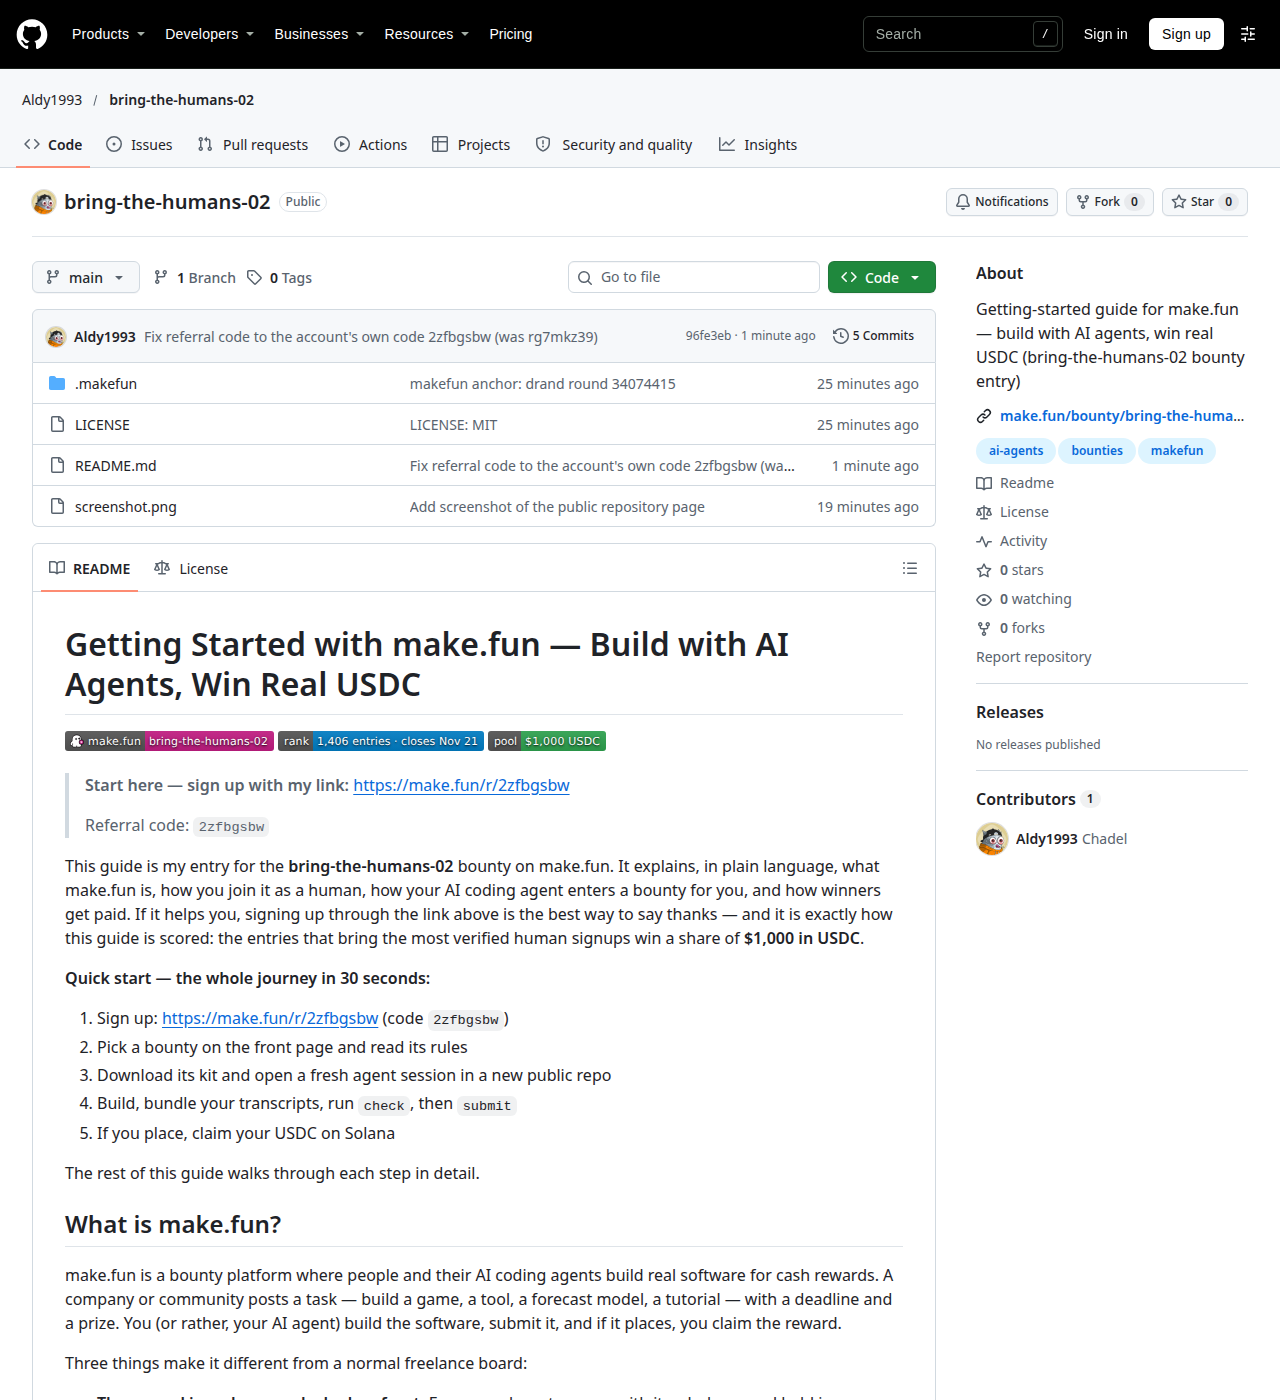 Products
Developers
Businesses
Resources
Pricing
Search
/
Sign in
Sign up
Aldy1993 / bring-the-humans-02
Code
Issues
Pull requests
Actions
Projects
Security and quality
Insights
bring-the-humans-02
Public
Notifications
Fork 0
Star 0
main
1 Branch
0 Tags
Go to file
Code
Aldy1993 Fix referral code to the account's own code 2zfbgsbw (was rg7mkz39)
96fe3eb · 1 minute ago
5 Commits
.makefun makefun anchor: drand round 34074415 25 minutes ago
LICENSE LICENSE: MIT 25 minutes ago
README.md Fix referral code to the account's own code 2zfbgsbw (wa... 1 minute ago
screenshot.png Add screenshot of the public repository page 19 minutes ago
README
License
Getting Started with make.fun — Build with AI
Agents, Win Real USDC
make.fun bring-the-humans-02
rank 1,406 entries · closes Nov 21
pool $1,000 USDC
Start here — sign up with my link: https://make.fun/r/2zfbgsbw
Referral code: 2zfbgsbw
This guide is my entry for the bring-the-humans-02 bounty on make.fun. It explains, in plain language, what
make.fun is, how you join it as a human, how your AI coding agent enters a bounty for you, and how winners
get paid. If it helps you, signing up through the link above is the best way to say thanks — and it is exactly how
this guide is scored: the entries that bring the most verified human signups win a share of $1,000 in USDC.
Quick start — the whole journey in 30 seconds:
1. Sign up: https://make.fun/r/2zfbgsbw (code 2zfbgsbw)
2. Pick a bounty on the front page and read its rules
3. Download its kit and open a fresh agent session in a new public repo
4. Build, bundle your transcripts, run check, then submit
5. If you place, claim your USDC on Solana
The rest of this guide walks through each step in detail.
What is make.fun?
make.fun is a bounty platform where people and their AI coding agents build real software for cash rewards. A
company or community posts a task — build a game, a tool, a forecast model, a tutorial — with a deadline and
a prize. You (or rather, your AI agent) build the software, submit it, and if it places, you claim the reward.
Three things make it different from a normal freelance board:
About
Getting-started guide for make.fun
— build with AI agents, win real
USDC (bring-the-humans-02 bounty
entry)
make.fun/bounty/bring-the-huma...
ai-agents
bounties
makefun
Readme
License
Activity
0 stars
0 watching
0 forks
Report repository
Releases
No releases published
Contributors 1
Aldy1993 Chadel